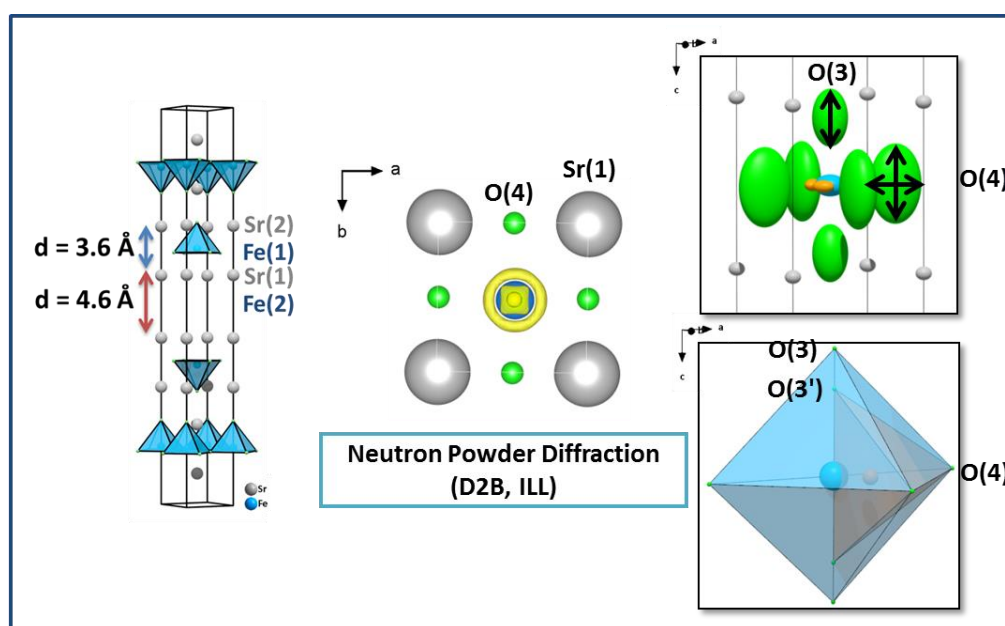 d = 3.6 Å
d = 4.6 Å
Sr(2)
Fe(1)
Sr(1)
Fe(2)
Sr
Fe
a
b
O(4)
Sr(1)
Neutron Powder Diffraction
(D2B, ILL)
b
a
c
O(3)
O(4)
b
a
c
O(3)
O(3')
O(4)